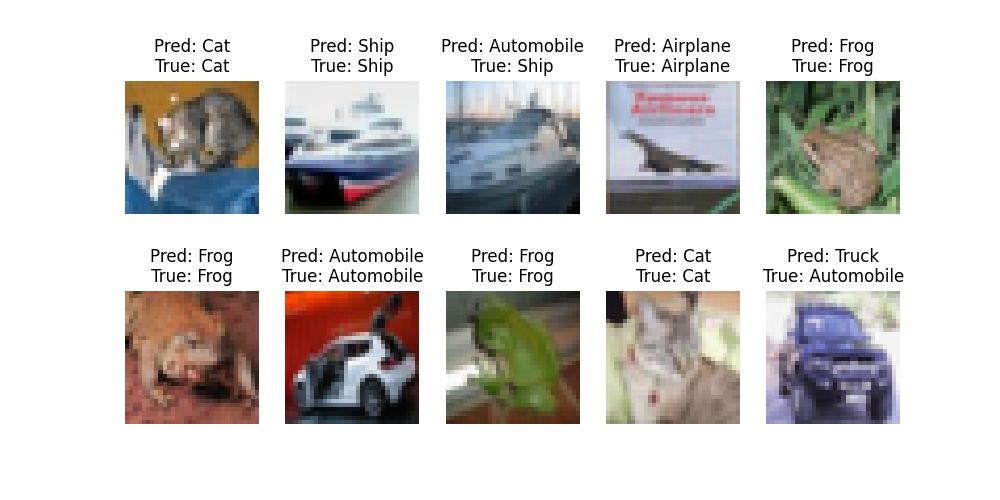 Pred: Cat
True: Cat
Pred: Ship
True: Ship
Pred: Automobile
True: Ship
Pred: Airplane
True: Airplane
Pred: Frog
True: Frog
Pred: Frog
True: Frog
Pred: Automobile
True: Automobile
Pred: Frog
True: Frog
Pred: Cat
True: Cat
Pred: Truck
True: Automobile